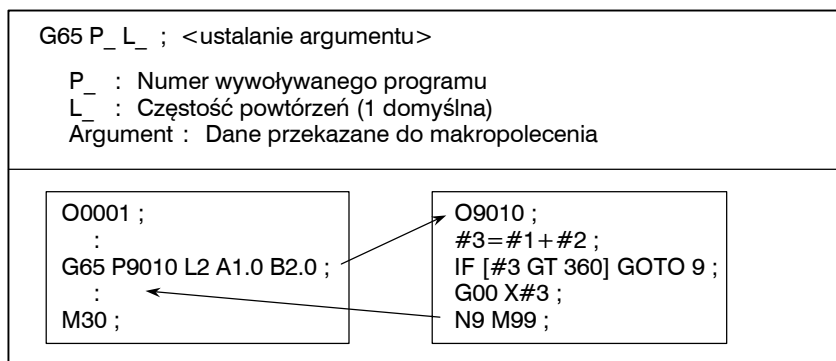 G65 P_ L_ ; <ustalanie argumentu>
P_ : Numer wywoływanego programu
L_ : Częstość powtórzeń (1 domyślna)
Argument : Dane przekazane do makropolecenia
O0001 ;
:
G65 P9010 L2 A1.0 B2.0 ;
:
M30 ;
O9010 ;
#3=#1+#2 ;
IF [#3 GT 360] GOTO 9 ;
G00 X#3 ;
N9 M99 ;